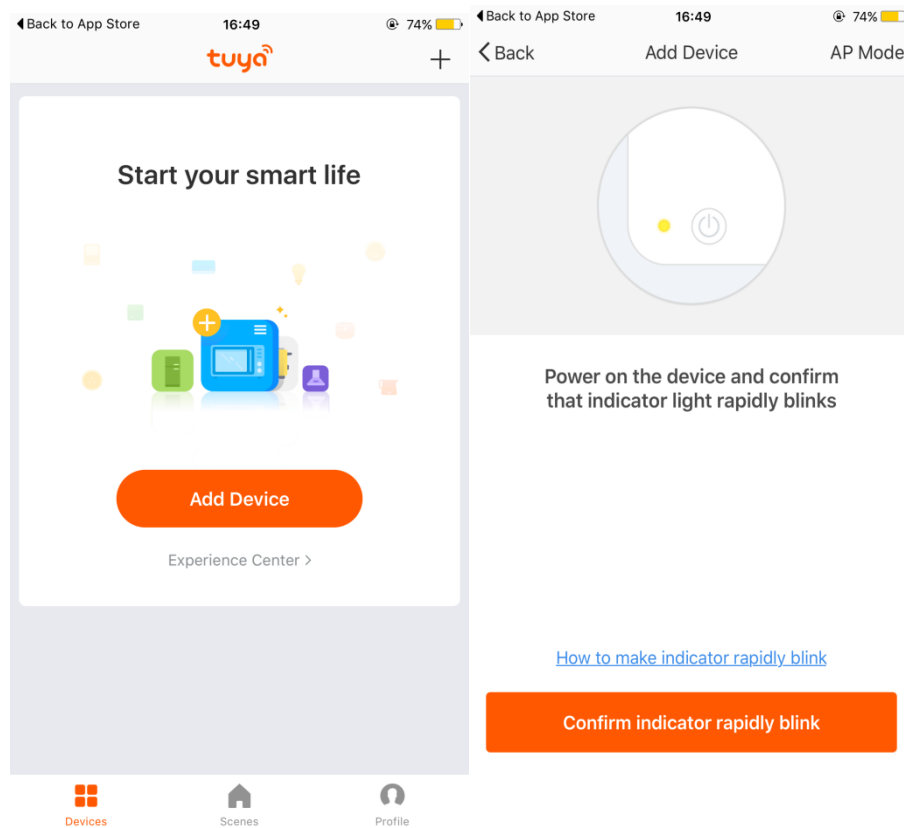 Back to App Store 16:49 74%
tuya
Start your smart life
Add Device
Experience Center >
Devices Scenes Profile
Back to App Store 16:49 74%
Back Add Device AP Mode
Power on the device and confirm
that indicator light rapidly blinks
How to make indicator rapidly blink
Confirm indicator rapidly blink